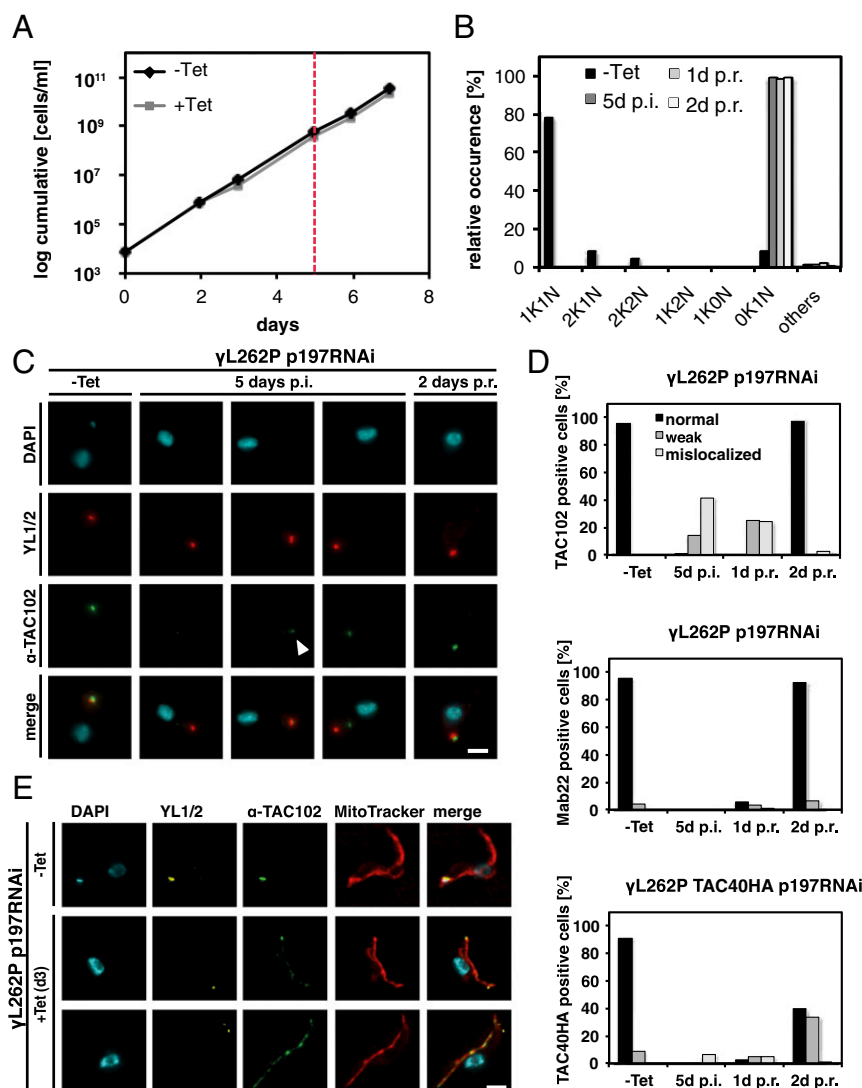 A
log cumulative [cells/ml]
10¹¹
10⁹
10⁷
10⁵
10³
-Tet
+Tet
0 2 4 6 8
days
B
relative occurence [%]
100
80
60
40
20
0
-Tet
5d p.i.
1d p.r.
2d p.r.
1K1N 2K1N 2K2N 1K2N 1K0N 0K1N others
C
γL262P p197RNAi
-Tet 5 days p.i. 2 days p.r.
DAPI
YL1/2
α-TAC102
merge
D
γL262P p197RNAi
TAC102 positive cells [%]
100
80
60
40
20
0
normal
weak
mislocalized
-Tet 5d p.i. 1d p.r. 2d p.r.
γL262P p197RNAi
Mab22 positive cells [%]
100
80
60
40
20
0
-Tet 5d p.i. 1d p.r. 2d p.r.
γL262P TAC40HA p197RNAi
TAC40HA positive cells [%]
100
80
60
40
20
0
-Tet 5d p.i. 1d p.r. 2d p.r.
E
DAPI YL1/2 α-TAC102 MitoTracker merge
γL262P p197RNAi
-Tet
+Tet (d3)